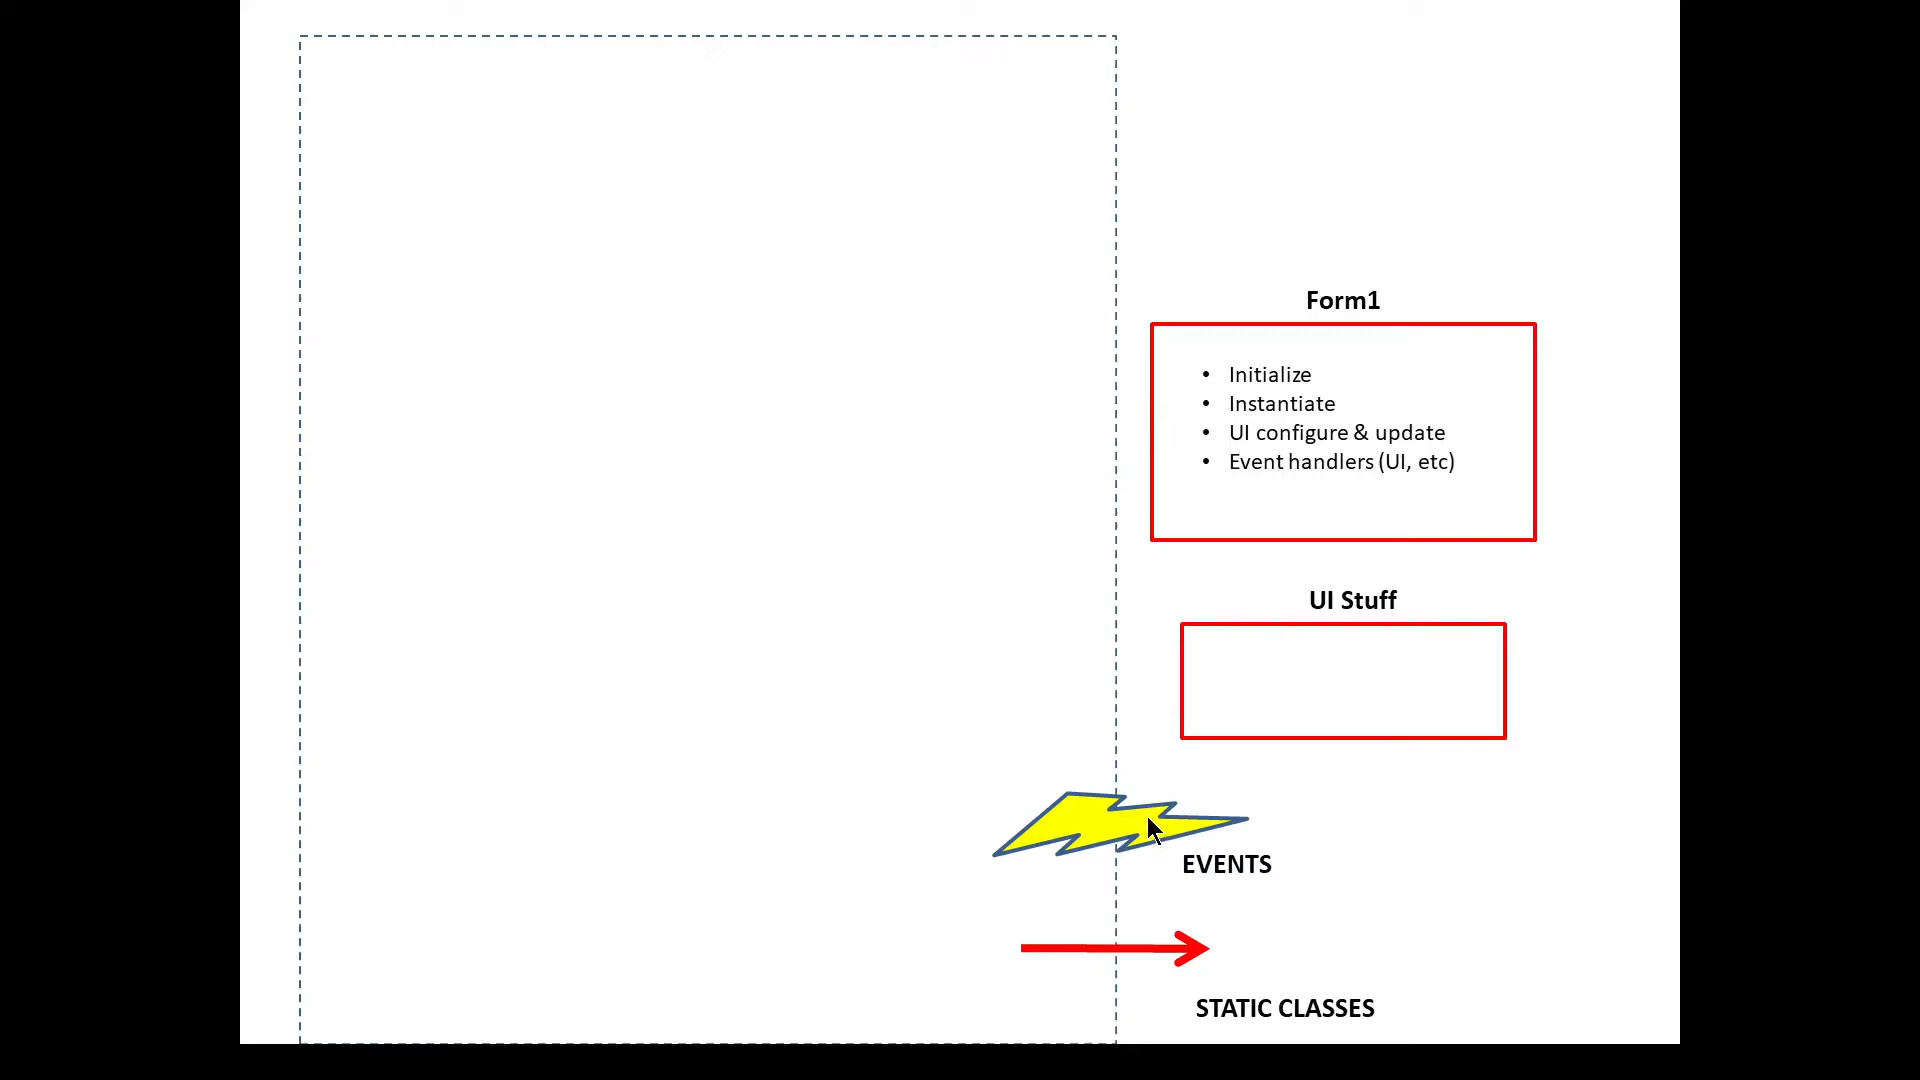 Form1
• Initialize
• Instantiate
• UI configure & update
• Event handlers (UI, etc)
UI Stuff
EVENTS
STATIC CLASSES